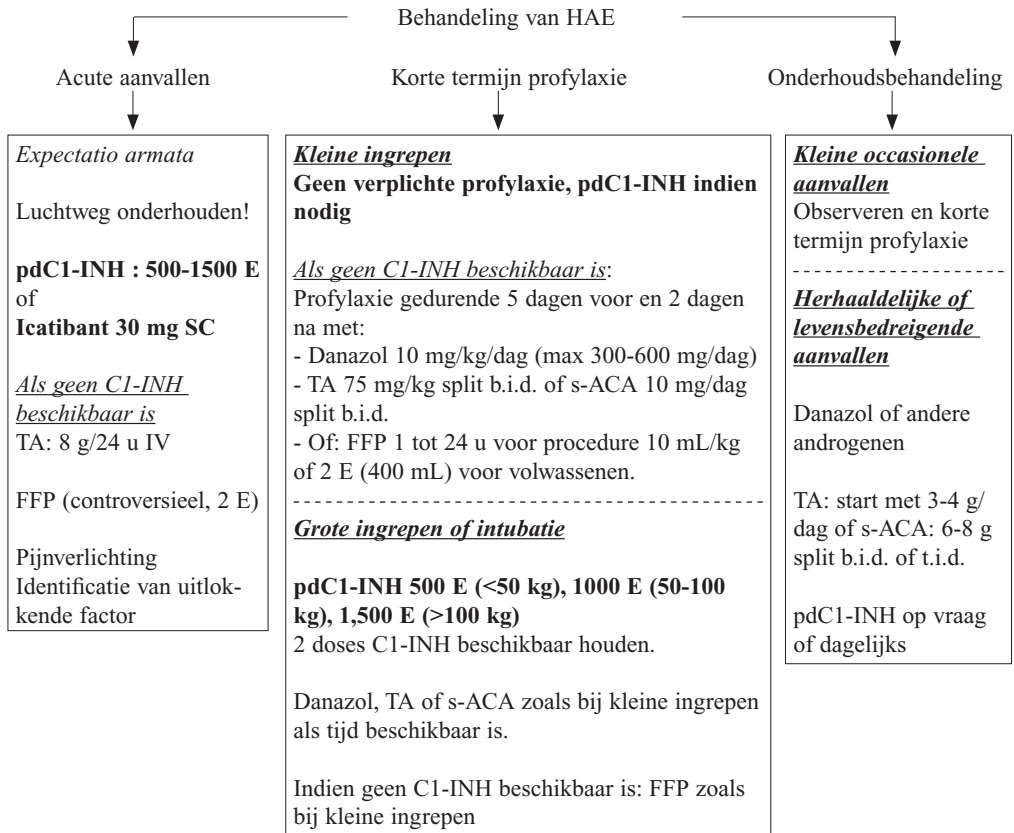 Behandeling van HAE
Acute aanvallen
Korte termijn profylaxie
Onderhoudsbehandeling
Expectatio armata
Luchtweg onderhouden!
pdC1-INH : 500-1500 E
of
Icatibant 30 mg SC
Als geen C1-INH
beschikbaar is
TA: 8 g/24 u IV
FFP (controversieel, 2 E)
Pijnverlichting
Identificatie van uitlok-
kende factor
Kleine ingrepen
Geen verplichte profylaxie, pdC1-INH indien
nodig
Als geen C1-INH beschikbaar is:
Profylaxie gedurende 5 dagen voor en 2 dagen
na met:
- Danazol 10 mg/kg/dag (max 300-600 mg/dag)
- TA 75 mg/kg split b.i.d. of s-ACA 10 mg/dag
split b.i.d.
- Of: FFP 1 tot 24 u voor procedure 10 mL/kg
of 2 E (400 mL) voor volwassenen.
Grote ingrepen of intubatie
pdC1-INH 500 E (<50 kg), 1000 E (50-100
kg), 1,500 E (>100 kg)
2 doses C1-INH beschikbaar houden.
Danazol, TA of s-ACA zoals bij kleine ingrepen
als tijd beschikbaar is.
Indien geen C1-INH beschikbaar is: FFP zoals
bij kleine ingrepen
Kleine occasionele
aanvallen
Observeren en korte
termijn profylaxie
Herhaaldelijke of
levensbedreigende
aanvallen
Danazol of andere
androgenen
TA: start met 3-4 g/
dag of s-ACA: 6-8 g
split b.i.d. of t.i.d.
pdC1-INH op vraag
of dagelijks